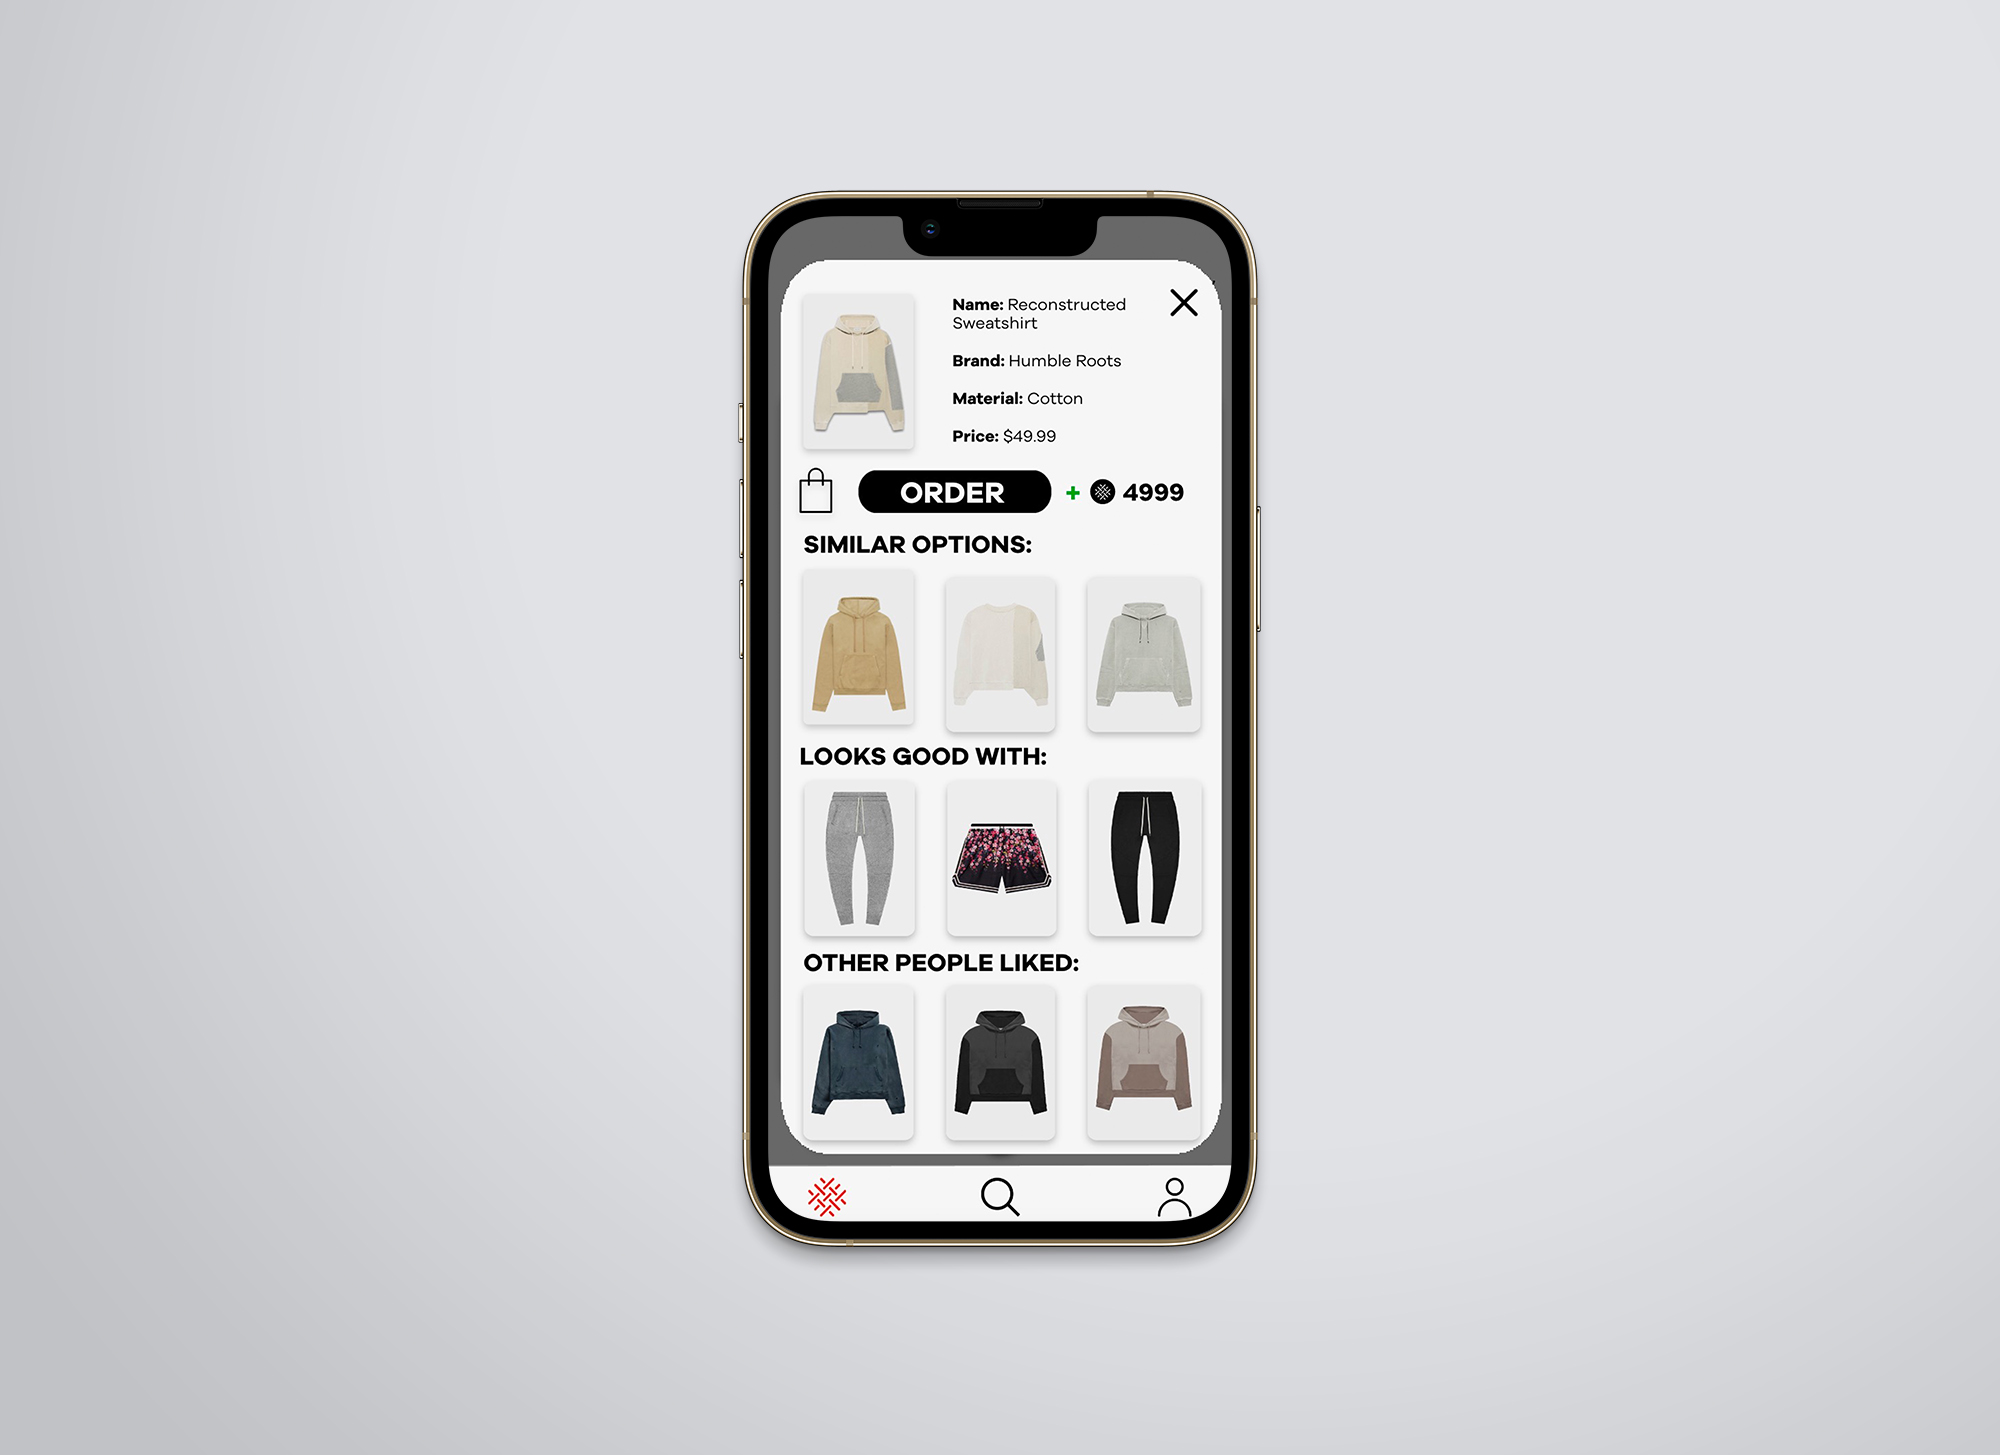 Name: Reconstructed
Sweatshirt
Brand: Humble Roots
Material: Cotton
Price: $49.99
ORDER + 4999
SIMILAR OPTIONS:
LOOKS GOOD WITH:
OTHER PEOPLE LIKED: